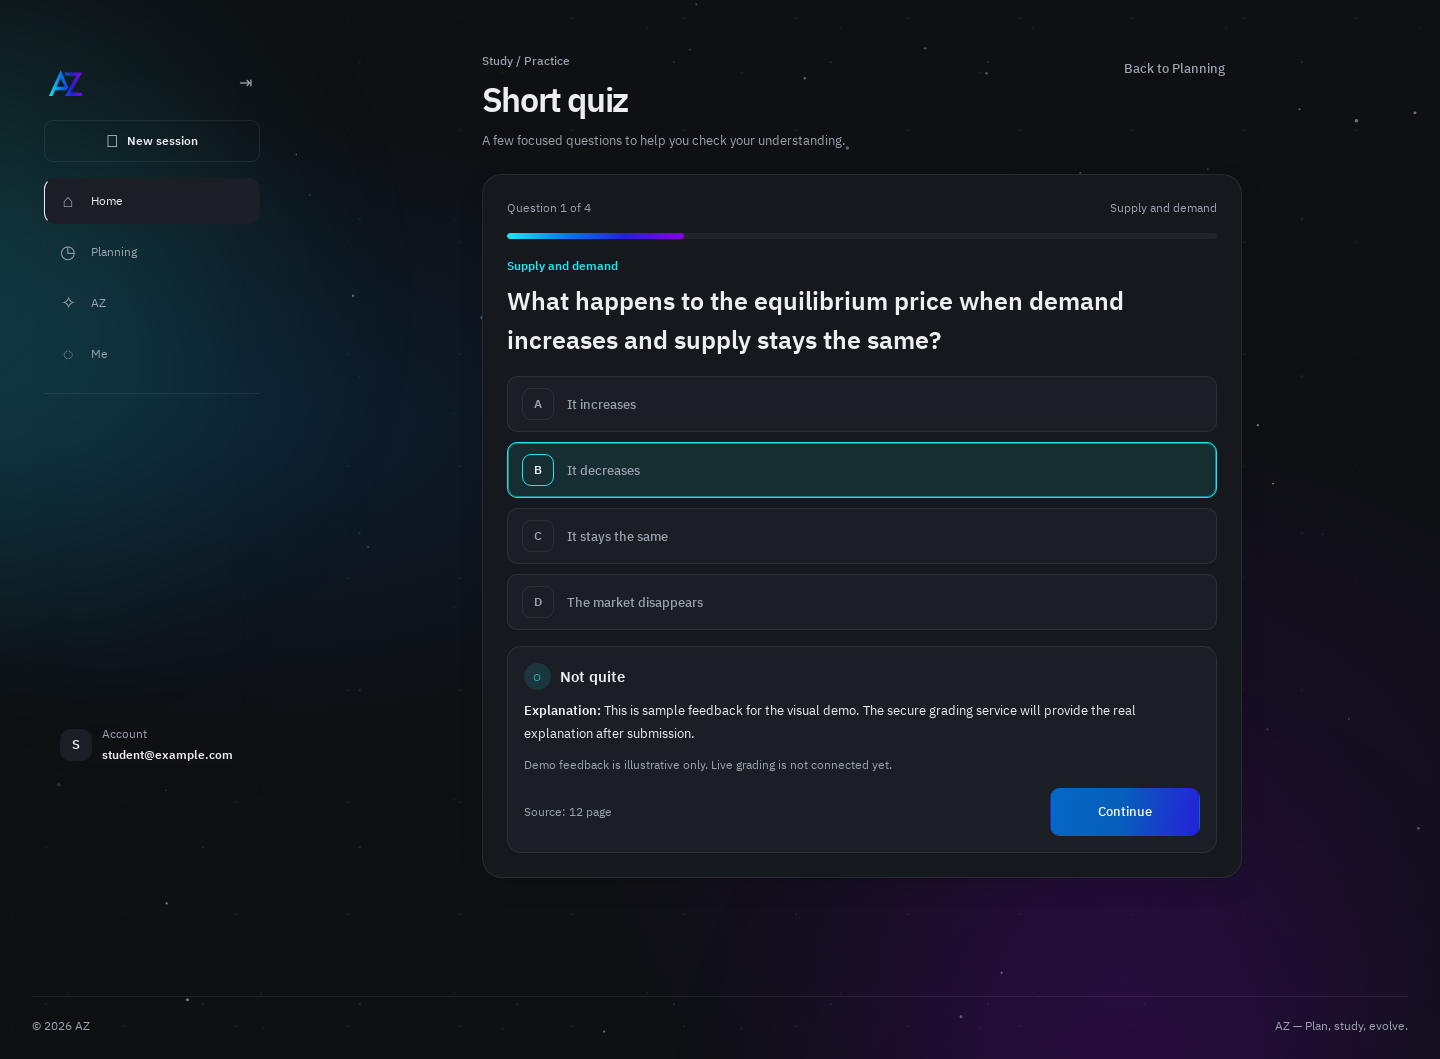 AZ
New session
Home
Planning
AZ
Me
Account
S
student@example.com
Study / Practice
Back to Planning
Short quiz
A few focused questions to help you check your understanding.
Question 1 of 4
Supply and demand
Supply and demand
What happens to the equilibrium price when demand
increases and supply stays the same?
A It increases
B It decreases
C It stays the same
D The market disappears
Not quite
Explanation: This is sample feedback for the visual demo. The secure grading service will provide the real
explanation after submission.
Demo feedback is illustrative only. Live grading is not connected yet.
Source: 12 page
Continue
© 2026 AZ
AZ — Plan, study, evolve.